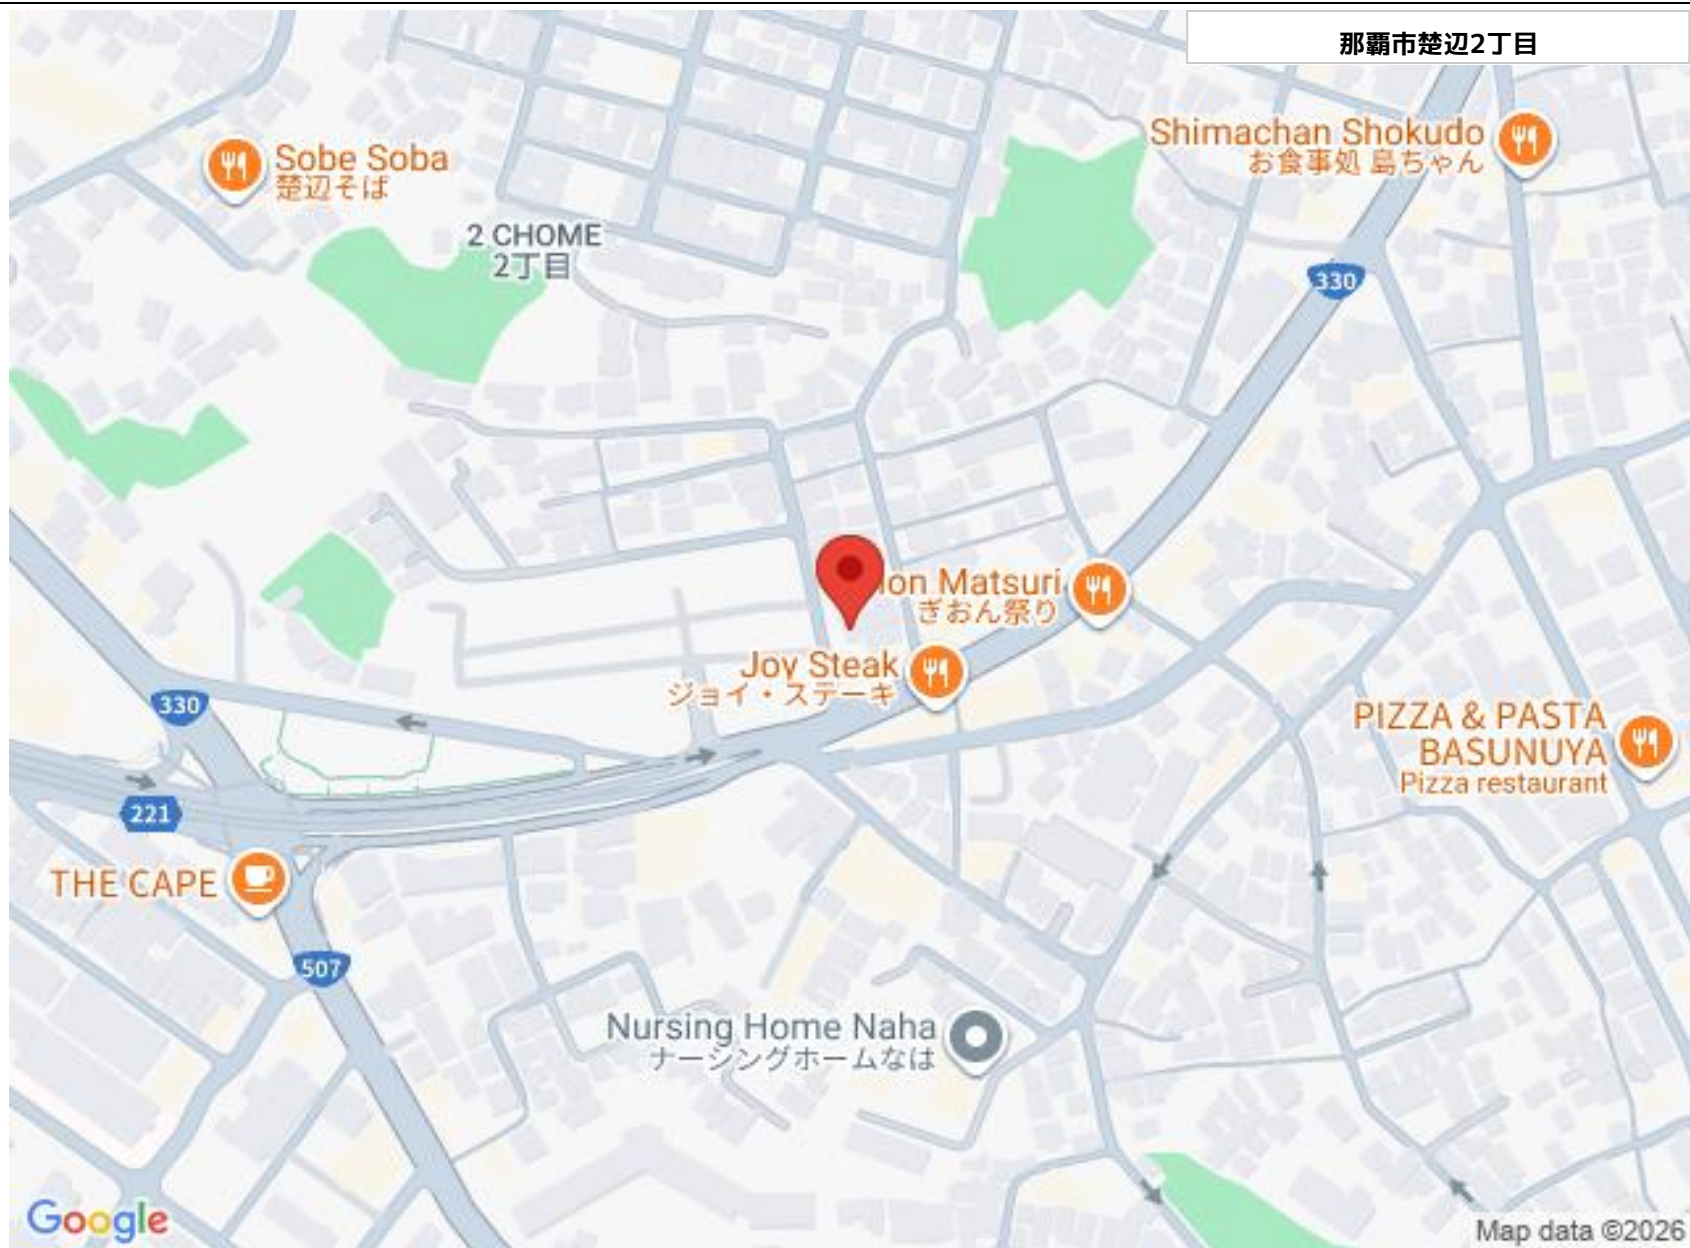 那覇市楚辺2丁目
Shimachan Shokudo
お食事処 島ちゃん
Sobe Soba
楚辺そば
2 CHOME
2丁目
330
ion Matsuri
ぎおん祭り
Joy Steak
ジョイ・ステーキ
330
PIZZA & PASTA
BASUNUYA
Pizza restaurant
221
THE CAPE
507
Nursing Home Naha
ナーシングホームなは
Google
Map data ©2026